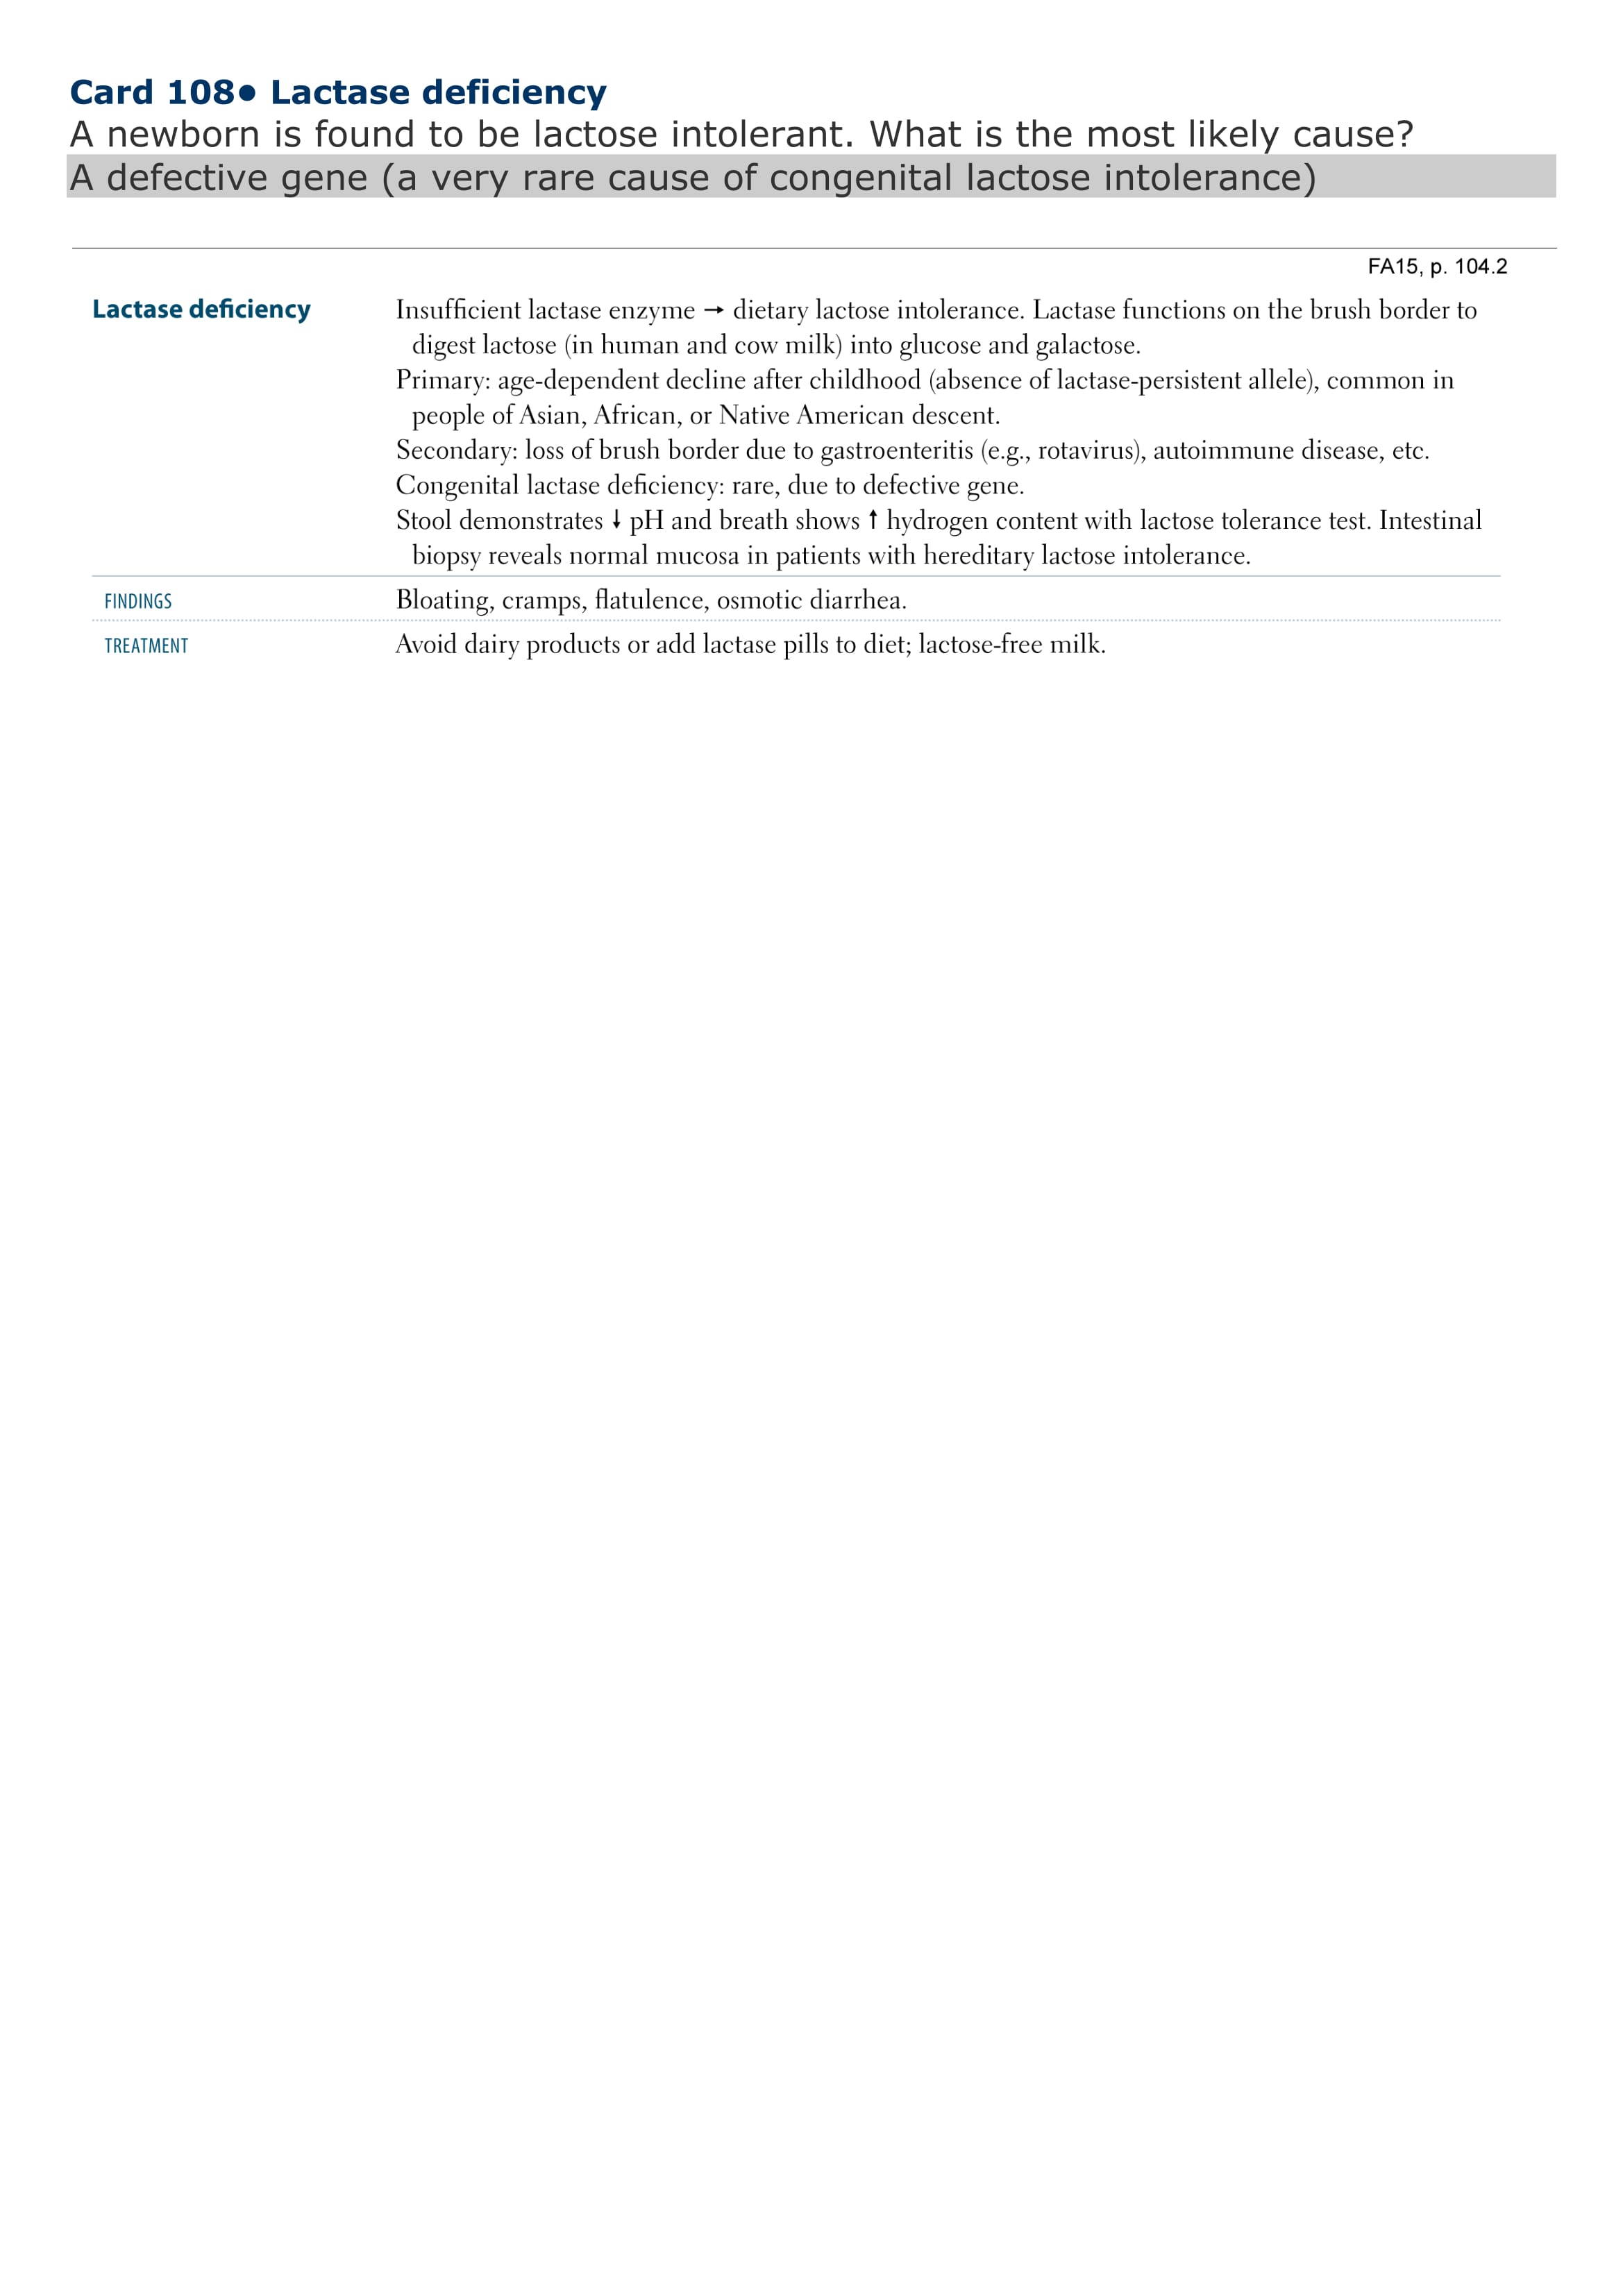 Card 108● Lactase deficiency
A newborn is found to be lactose intolerant. What is the most likely cause?
A defective gene (a very rare cause of congenital lactose intolerance)
FA15, p. 104.2
Lactase deficiency
Insufficient lactase enzyme → dietary lactose intolerance. Lactase functions on the brush border to
digest lactose (in human and cow milk) into glucose and galactose.
Primary: age-dependent decline after childhood (absence of lactase-persistent allele), common in
people of Asian, African, or Native American descent.
Secondary: loss of brush border due to gastroenteritis (e.g., rotavirus), autoimmune disease, etc.
Congenital lactase deficiency: rare, due to defective gene.
Stool demonstrates ↓ pH and breath shows ↑ hydrogen content with lactose tolerance test. Intestinal
biopsy reveals normal mucosa in patients with hereditary lactose intolerance.
FINDINGS
Bloating, cramps, flatulence, osmotic diarrhea.
TREATMENT
Avoid dairy products or add lactase pills to diet; lactose-free milk.